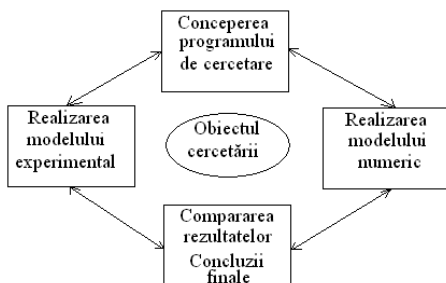 Conceperea
programului
de cercetare
Realizarea
modelului
experimental
Obiectul
cercetării
Realizarea
modelului
numeric
Compararea
rezultatelor
Concluzii
finale